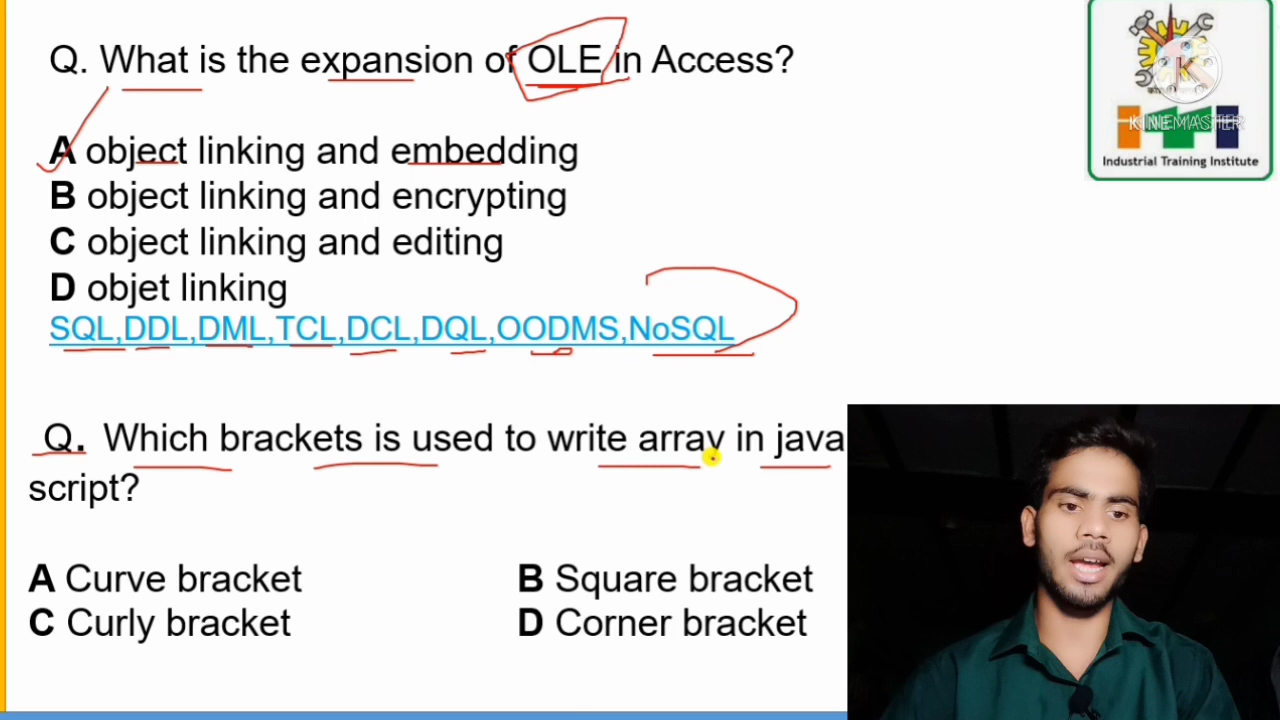 Q. What is the expansion of OLE in Access?
A object linking and embedding
B object linking and encrypting
C object linking and editing
D objet linking
SQL,DDL,DML,TCL,DCL,DQL,OODMS,NoSQL
Q. Which brackets is used to write array in java
script?
A Curve bracket B Square bracket
C Curly bracket D Corner bracket
K
KINEMASTER
Industrial Training Institute